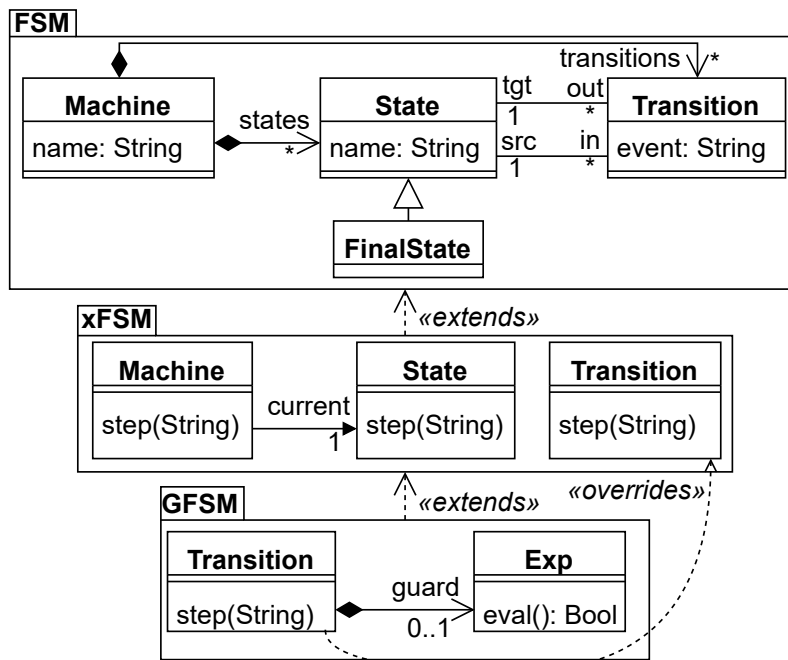 FSM
transitions
*
Machine
name: String
states
*
State
name: String
tgt
1
out
*
src
1
in
*
Transition
event: String
FinalState
«extends»
xFSM
Machine
step(String)
current
1
State
step(String)
Transition
step(String)
«extends»
«overrides»
GFSM
Transition
step(String)
guard
0..1
Exp
eval(): Bool